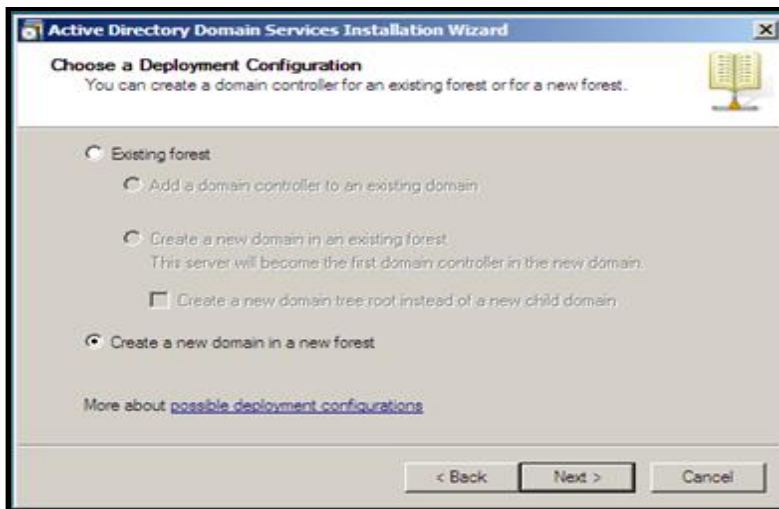 Active Directory Domain Services Installation Wizard
Choose a Deployment Configuration
You can create a domain controller for an existing forest or for a new forest.
Existing forest
Add a domain controller to an existing domain
Create a new domain in an existing forest
This server will become the first domain controller in the new domain.
Create a new domain tree root instead of a new child domain
Create a new domain in a new forest
More about possible deployment configurations
< Back Next > Cancel